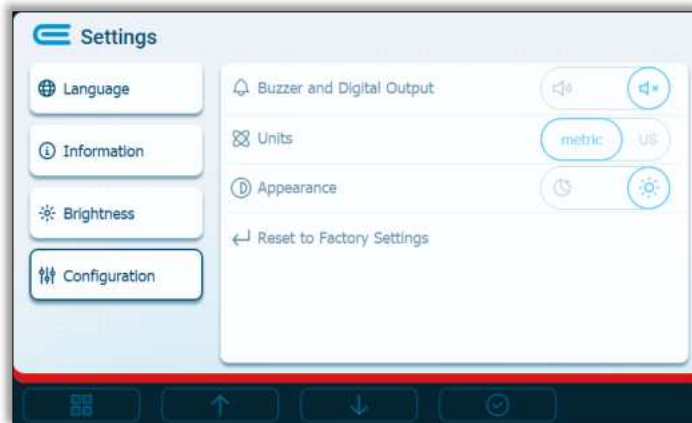 Settings
Language
Information
Brightness
Configuration
Buzzer and Digital Output
Units
metric US
Appearance
Reset to Factory Settings